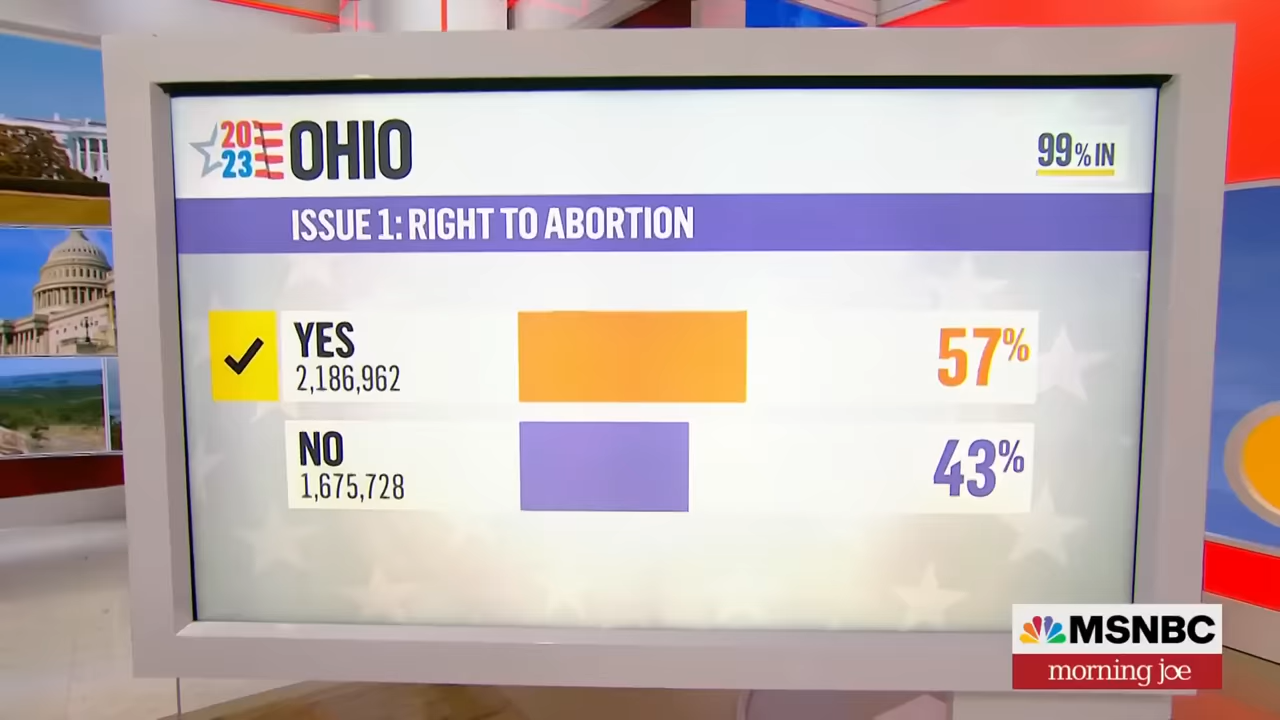 2023 OHIO
99% IN
ISSUE 1: RIGHT TO ABORTION
YES
2,186,962
57%
NO
1,675,728
43%
MSNBC
morning joe